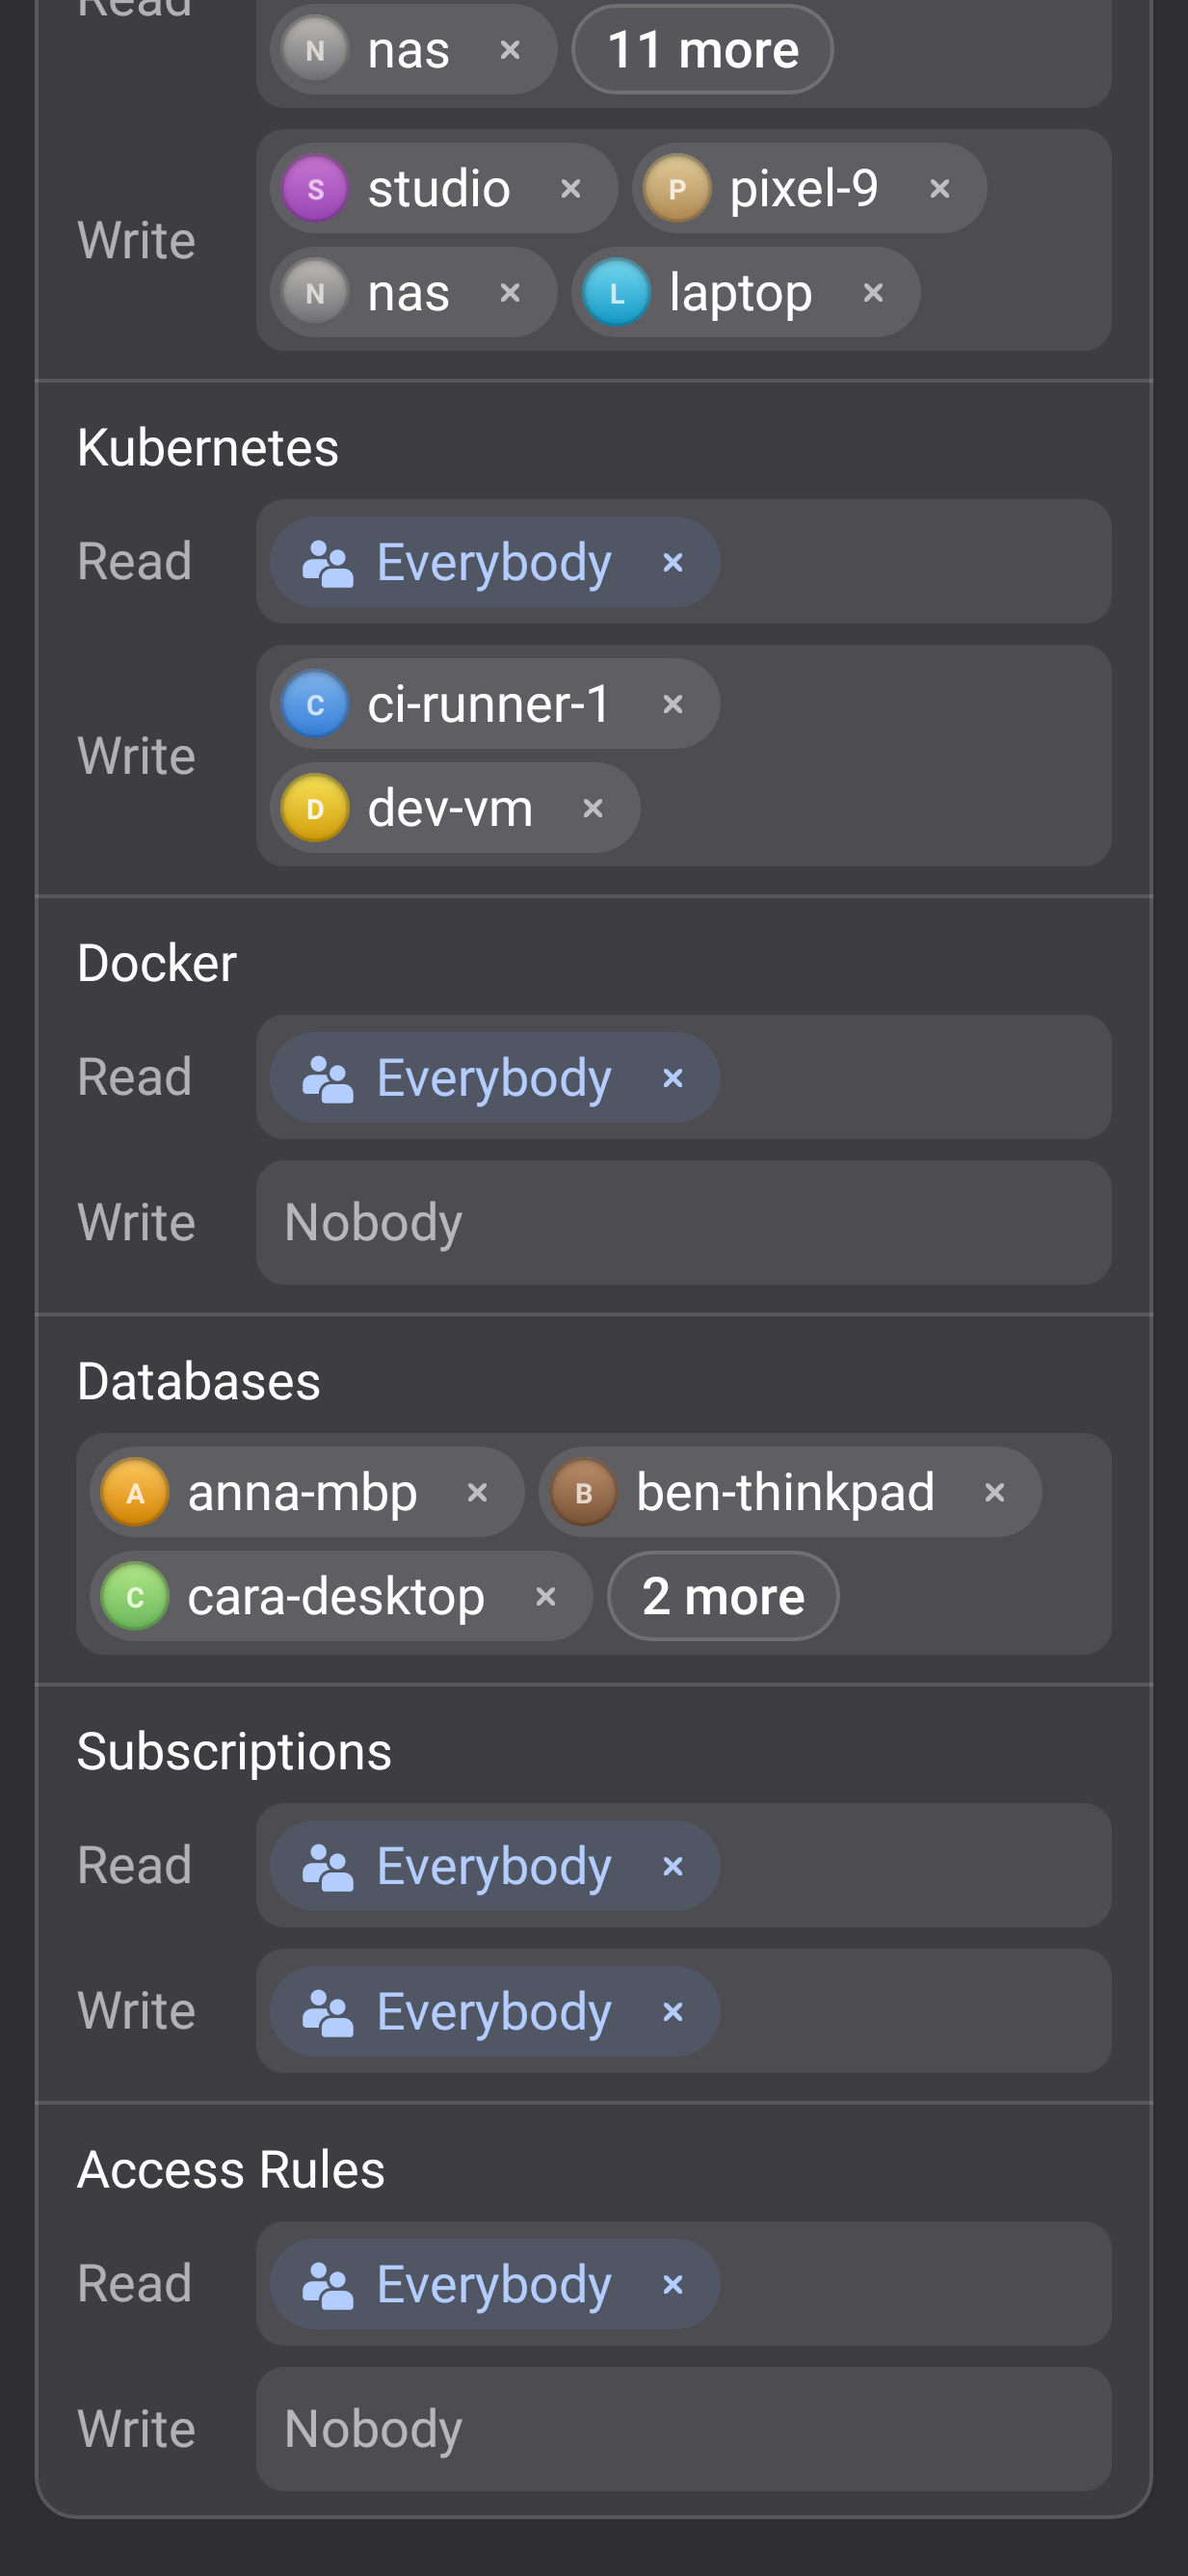 Read
N nas × 11 more
Write
S studio × P pixel-9 ×
N nas × L laptop ×
Kubernetes
Read Everybody ×
Write
C ci-runner-1 ×
D dev-vm ×
Docker
Read Everybody ×
Write Nobody
Databases
A anna-mbp × B ben-thinkpad ×
C cara-desktop × 2 more
Subscriptions
Read Everybody ×
Write Everybody ×
Access Rules
Read Everybody ×
Write Nobody